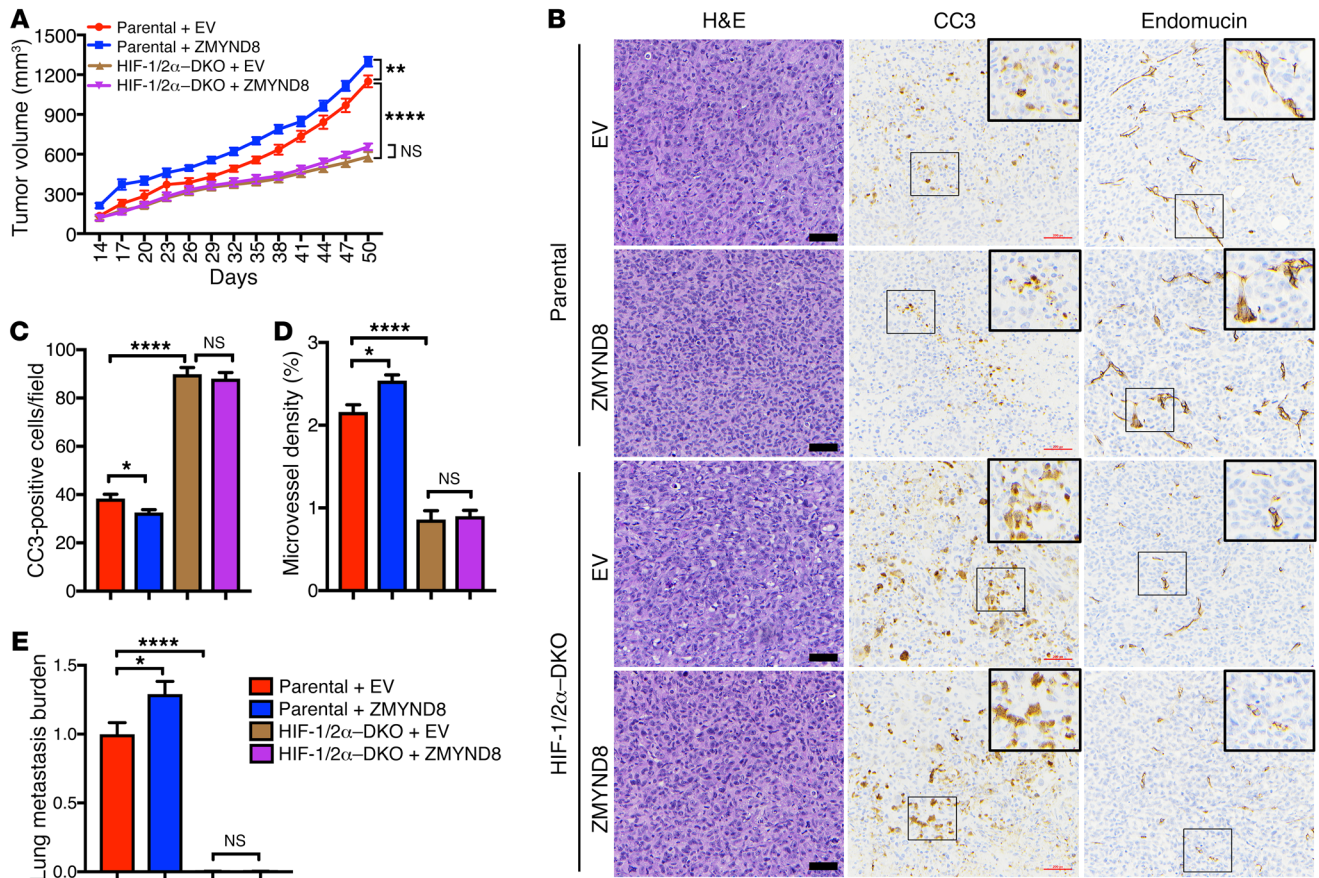 A
Parental + EV
Parental + ZMYND8
HIF-1/2α–DKO + EV
HIF-1/2α–DKO + ZMYND8
Tumor volume (mm³)
1500
1200
900
600
300
0
**
****
NS
14 17 20 23 26 29 32 35 38 41 44 47 50
Days
B
H&E CC3 Endomucin
Parental
EV
ZMYND8
HIF-1/2α–DKO
EV
ZMYND8
C
CC3-positive cells/field
100
80
60
40
20
0
****
NS
*
D
Microvessel density (%)
3
2
1
0
****
*
NS
E
Lung metastasis burden
1.5
1.0
0.5
0.0
****
*
NS
Parental + EV
Parental + ZMYND8
HIF-1/2α–DKO + EV
HIF-1/2α–DKO + ZMYND8